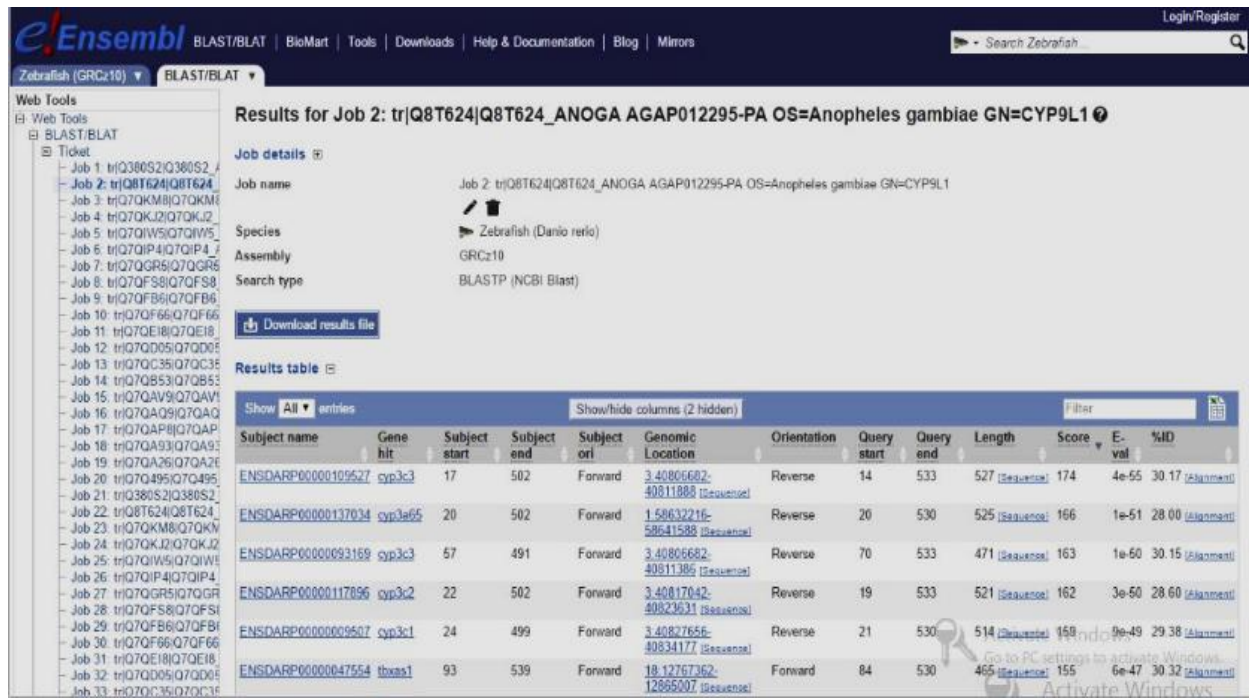 Login/Register
e!Ensembl BLAST/BLAT | BioMart | Tools | Downloads | Help & Documentation | Blog | Mirrors
Search Zebrafish...
Zebrafish (GRCz10) ▼ BLAST/BLAT ▼
Web Tools
Web Tools
BLAST/BLAT
Ticket
Job 1: tr|Q380S2|Q380S2_A
Job 2: tr|Q8T624|Q8T624_
Job 3: tr|Q7QKM8|Q7QKM8
Job 4: tr|Q7QKJ2|Q7QKJ2_
Job 5: tr|Q7QIW5|Q7QIW5_
Job 6: tr|Q7QIP4|Q7QIP4_A
Job 7: tr|Q7QGR5|Q7QGR5
Job 8: tr|Q7QFS8|Q7QFS8
Job 9: tr|Q7QFB6|Q7QFB6_
Job 10: tr|Q7QF66|Q7QF66
Job 11: tr|Q7QEI8|Q7QEI8_
Job 12: tr|Q7QD05|Q7QD05
Job 13: tr|Q7QC35|Q7QC35
Job 14: tr|Q7QB53|Q7QB53
Job 15: tr|Q7QAV9|Q7QAV9
Job 16: tr|Q7QAQ9|Q7QAQ
Job 17: tr|Q7QAP8|Q7QAP
Job 18: tr|Q7QA93|Q7QA93
Job 19: tr|Q7QA26|Q7QA26
Job 20: tr|Q7Q495|Q7Q495
Job 21: tr|Q380S2|Q380S2_
Job 22: tr|Q8T624|Q8T624_
Job 23: tr|Q7QKM8|Q7QKM
Job 24: tr|Q7QKJ2|Q7QKJ2
Job 25: tr|Q7QIW5|Q7QIW5
Job 26: tr|Q7QIP4|Q7QIP4_
Job 27: tr|Q7QGR5|Q7QGR
Job 28: tr|Q7QFS8|Q7QFS8
Job 29: tr|Q7QFB6|Q7QFB6
Job 30: tr|Q7QF66|Q7QF66
Job 31: tr|Q7QEI8|Q7QEI8_
Job 32: tr|Q7QD05|Q7QD05
Job 33: tr|Q7QC35|Q7QC35
Results for Job 2: tr|Q8T624|Q8T624_ANOGA AGAP012295-PA OS=Anopheles gambiae GN=CYP9L1
Job details
Job name Job 2: tr|Q8T624|Q8T624_ANOGA AGAP012295-PA OS=Anopheles gambiae GN=CYP9L1
Species Zebrafish (Danio rerio)
Assembly GRCz10
Search type BLASTP (NCBI Blast)
Download results file
Results table
Show All ▼ entries Show/hide columns (2 hidden) Filter
Subject name Gene hit Subject start Subject end Subject ori Genomic Location Orientation Query start Query end Length Score E-val %ID
ENSDARP00000109527 cyp3c3 17 502 Forward 3:40806682-40811888 [Sequence] Reverse 14 533 527 [Sequence] 174 4e-55 30.17 [Alignment]
ENSDARP00000137034 cyp3a65 20 502 Forward 1:58632216-58641588 [Sequence] Reverse 20 530 525 [Sequence] 166 1e-51 28.00 [Alignment]
ENSDARP00000093169 cyp3c3 57 491 Forward 3:40806682-40811386 [Sequence] Reverse 70 533 471 [Sequence] 163 1e-50 30.15 [Alignment]
ENSDARP00000117896 cyp3c2 22 502 Forward 3:40817042-40823631 [Sequence] Reverse 19 533 521 [Sequence] 162 3e-50 28.60 [Alignment]
ENSDARP00000009507 cyp3c1 24 499 Forward 3:40827656-40834177 [Sequence] Reverse 21 530 514 [Sequence] 159 9e-49 29.38 [Alignment]
ENSDARP00000047554 tbxas1 93 539 Forward 18:12767362-12865007 [Sequence] Forward 84 530 465 [Sequence] 155 6e-47 30.32 [Alignment]
Activate Windows
Go to PC settings to activate Windows.
Activate Windows